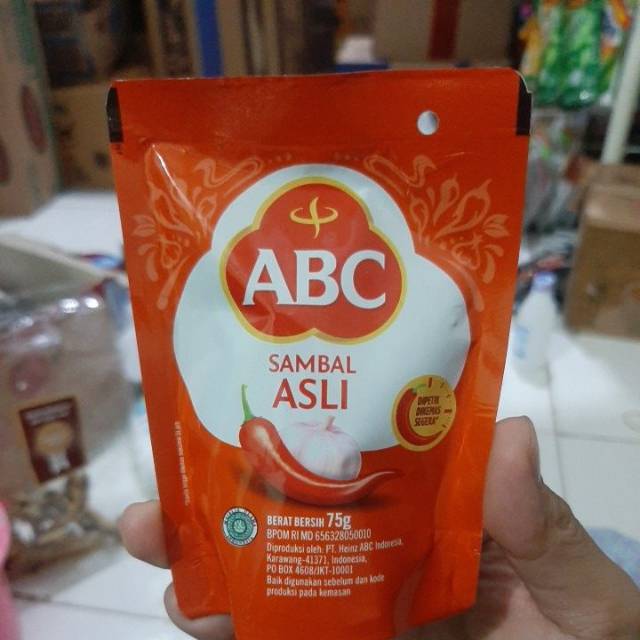 ABC
SAMBAL
ASLI
DIPETIK
DIKEMAS
SEGERA*
BERAT BERSIH 75g
BPOM RI MD 656328050010
Diproduksi oleh: PT. Heinz ABC Indonesia,
Karawang-41371, Indonesia,
PO BOX 4608/JKT-10001
Baik digunakan sebelum dan kode
produksi pada kemasan